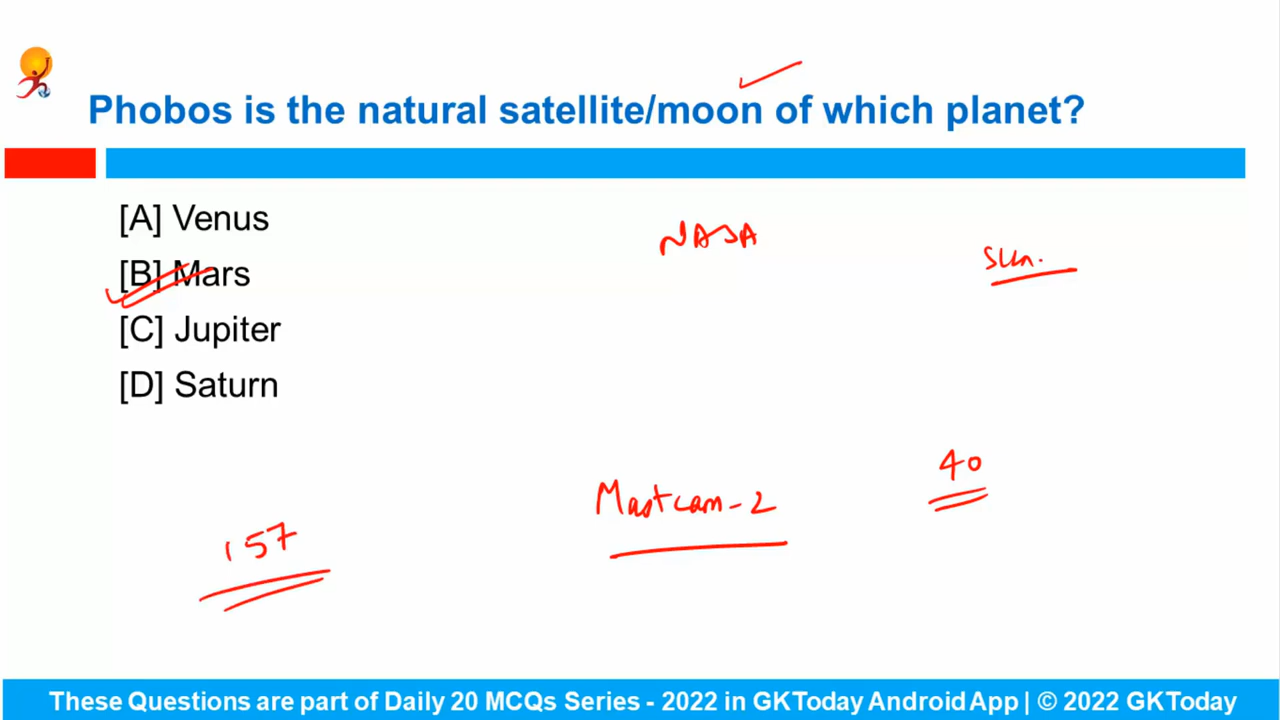 Phobos is the natural satellite/moon of which planet?
[A] Venus
NASA
Sun.
[B] Mars
[C] Jupiter
[D] Saturn
40
Mastcam-2
157
These Questions are part of Daily 20 MCQs Series - 2022 in GKToday Android App | © 2022 GKToday